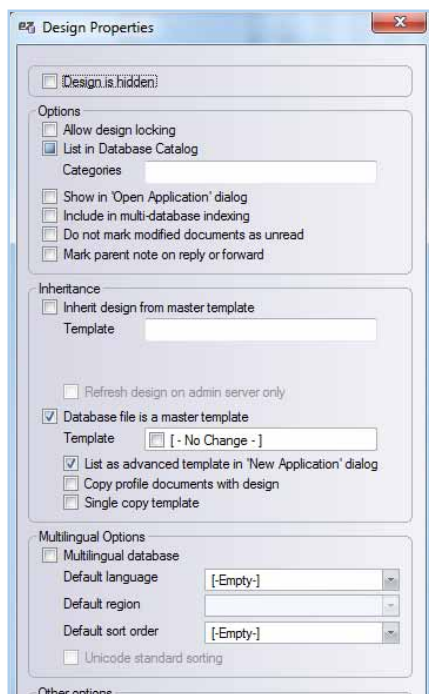 Design Properties
Design is hidden
Options
Allow design locking
List in Database Catalog
Categories
Show in 'Open Application' dialog
Include in multi-database indexing
Do not mark modified documents as unread
Mark parent note on reply or forward
Inheritance
Inherit design from master template
Template
Refresh design on admin server only
Database file is a master template
Template [ - No Change - ]
List as advanced template in 'New Application' dialog
Copy profile documents with design
Single copy template
Multilingual Options
Multilingual database
Default language [-Empty-]
Default region
Default sort order [-Empty-]
Unicode standard sorting
Other options